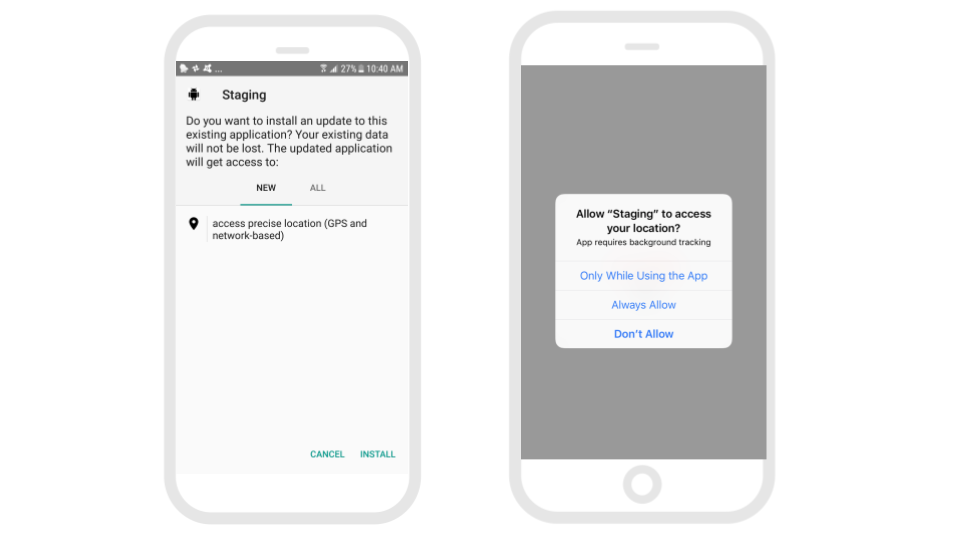 ... 27% 10:40 AM
Staging
Do you want to install an update to this
existing application? Your existing data
will not be lost. The updated application
will get access to:
NEW ALL
access precise location (GPS and
network-based)
CANCEL INSTALL
Allow “Staging” to access
your location?
App requires background tracking
Only While Using the App
Always Allow
Don’t Allow